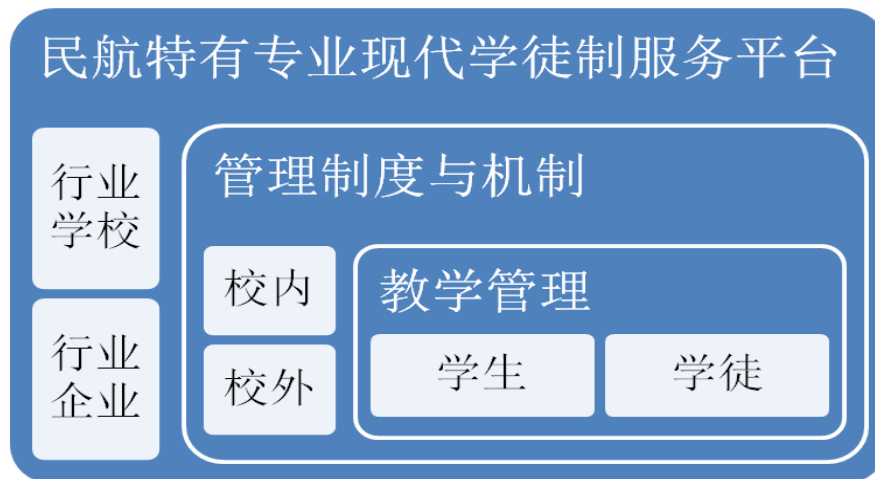 民航特有专业现代学徒制服务平台
行业
学校
行业
企业
管理制度与机制
校内
校外
教学管理
学生
学徒